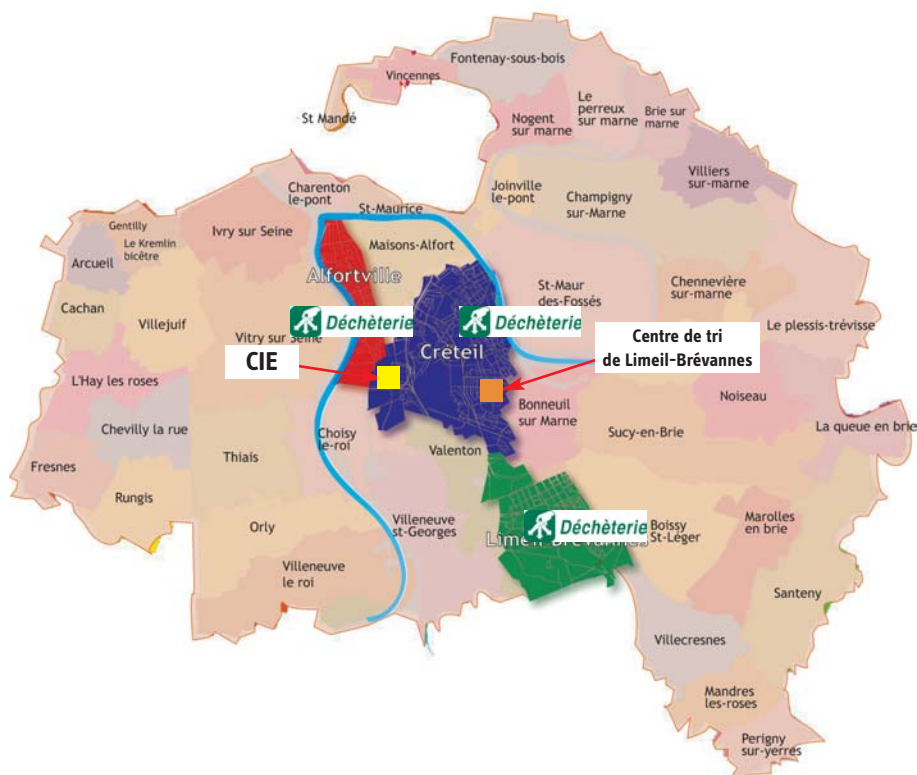 Fontenay-sous-bois
Vincennes
St Mandé
Nogent
sur marne
Le
perreux
sur marne
Brie sur
marne
Villiers
sur-marne
Charenton
le-pont
St-Maurice
Joinville
le-pont
Champigny
sur-Marne
Gentilly
Le Kremlin
bicêtre
Arcueil
Ivry sur Seine
Maisons-Alfort
Alfortville
St-Maur
des-Fossés
Chennevière
sur-marne
Cachan
Villejuif
Vitry sur Seine
Déchèterie
Déchèterie
Le plessis-trévisse
CIE
Créteil
Centre de tri
de Limeil-Brévannes
L'Hay les roses
Noiseau
Chevilly la rue
Choisy
le-roi
Bonneuil
sur Marne
Sucy-en-Brie
La queue en brie
Fresnes
Thiais
Valenton
Rungis
Orly
Villeneuve
st-Georges
Déchèterie
Limeil-Brévannes
Boissy
St-Léger
Marolles
en brie
Villeneuve
le roi
Santeny
Villecresnes
Mandres
les-roses
Perigny
sur-yerres